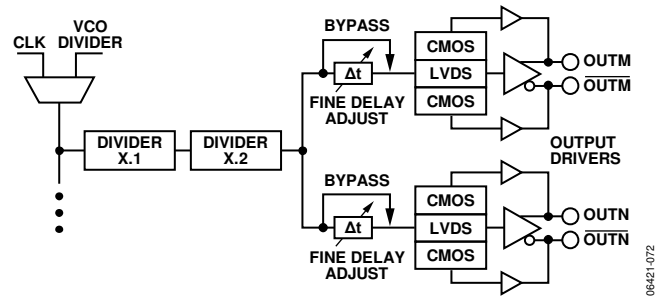 CLK
VCO
DIVIDER
DIVIDER
X.1
DIVIDER
X.2
BYPASS
Δt
FINE DELAY
ADJUST
CMOS
LVDS
CMOS
OUTM
OUTM
OUTPUT
DRIVERS
BYPASS
Δt
FINE DELAY
ADJUST
CMOS
LVDS
CMOS
OUTN
OUTN
06421-072